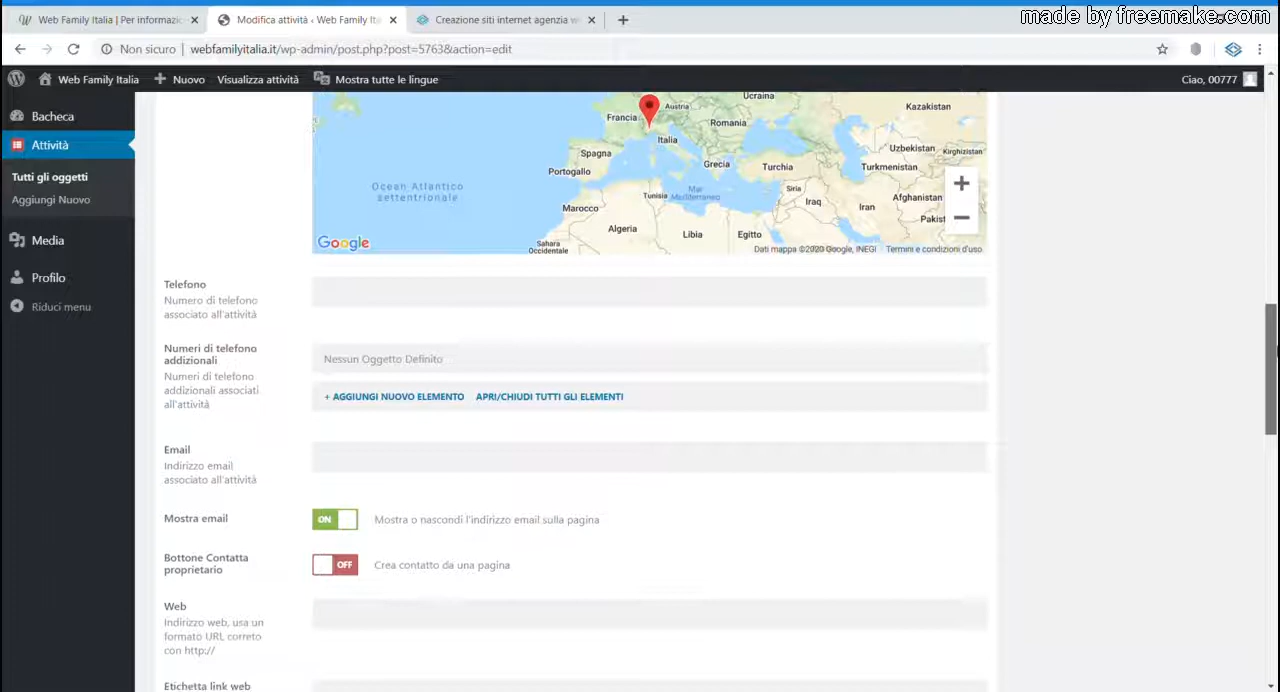 made by freemake.com
Web Family Italia | Per informazi
Modifica attività ‹ Web Family Ita
Creazione siti internet agenzia w
Non sicuro | webfamilyitalia.it/wp-admin/post.php?post=5763&action=edit
Web Family Italia
Nuovo
Visualizza attività
Mostra tutte le lingue
Ciao, 00777
Bacheca
Attività
Tutti gli oggetti
Aggiungi Nuovo
Media
Profilo
Riduci menu
Ucraina
Kazakistan
Francia
Austria
Romania
Italia
Uzbekistan
Kirghizistan
Spagna
Grecia
Turchia
Turkmenistan
Portogallo
Ocean Atlantico
settentrionale
Tunisia
Mar
Mediterraneo
Siria
Iraq
Iran
Afghanistan
Marocco
Pakist
Algeria
Libia
Egitto
Sahara
Occidentale
Google
Dati mappa ©2020 Google, INEGI
Termini e condizioni d'uso
Telefono
Numero di telefono
associato all'attività
Numeri di telefono
addizionali
Numeri di telefono
addizionali associati
all'attività
Nessun Oggetto Definito
+ AGGIUNGI NUOVO ELEMENTO
APRI/CHIUDI TUTTI GLI ELEMENTI
Email
Indirizzo email
associato all'attività
Mostra email
ON
Mostra o nascondi l'indirizzo email sulla pagina
Bottone Contatta
proprietario
OFF
Crea contatto da una pagina
Web
Indirizzo web, usa un
formato URL correto
con http://
Etichetta link web